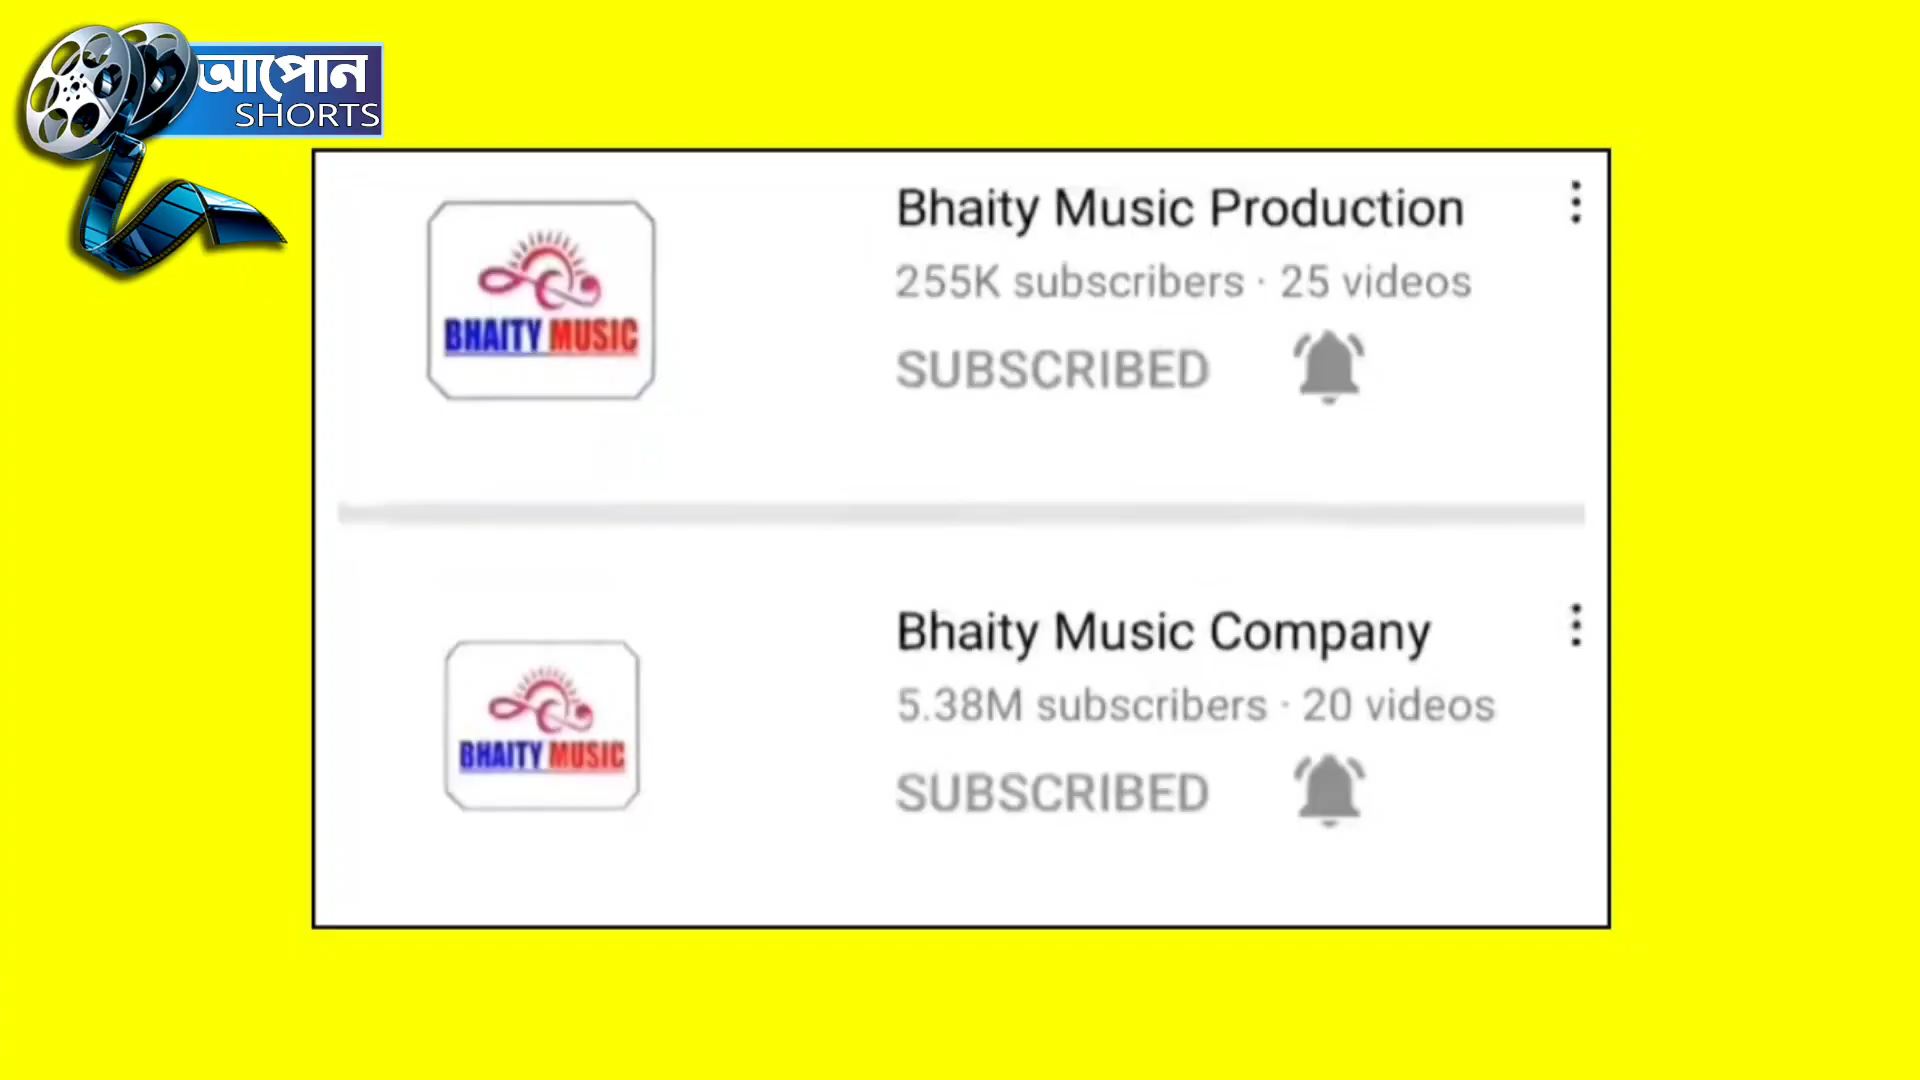 আপোন
SHORTS
Bhaity Music Production
255K subscribers · 25 videos
SUBSCRIBED
BHAITY MUSIC
Bhaity Music Company
5.38M subscribers · 20 videos
SUBSCRIBED
BHAITY MUSIC